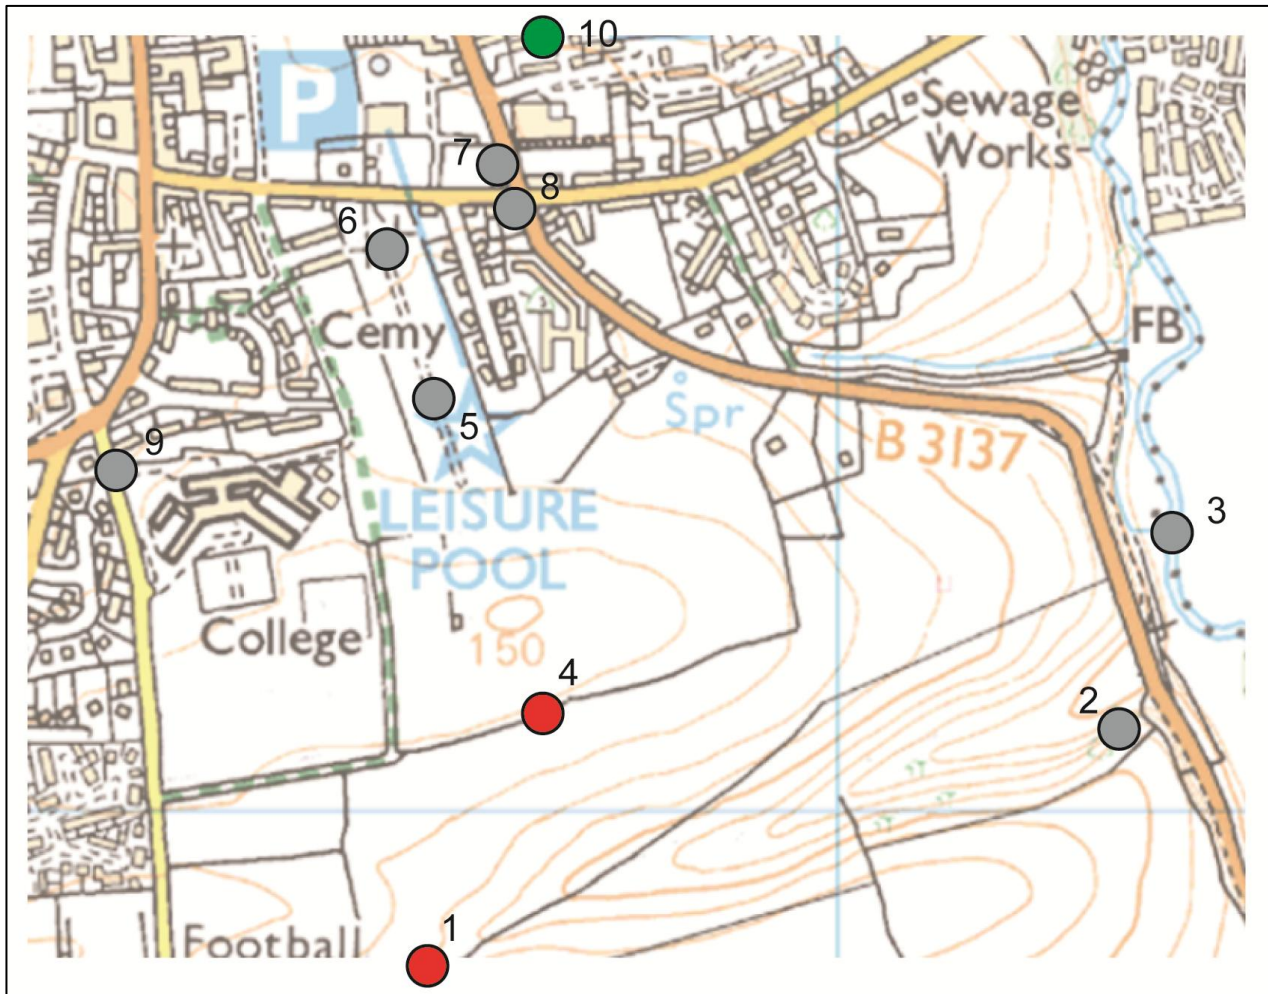 10
P
Sewage
Works
7
8
6
FB
Cemy
5
Spr
9
B 3137
LEISURE
POOL
3
College
150
4
2
1
Football